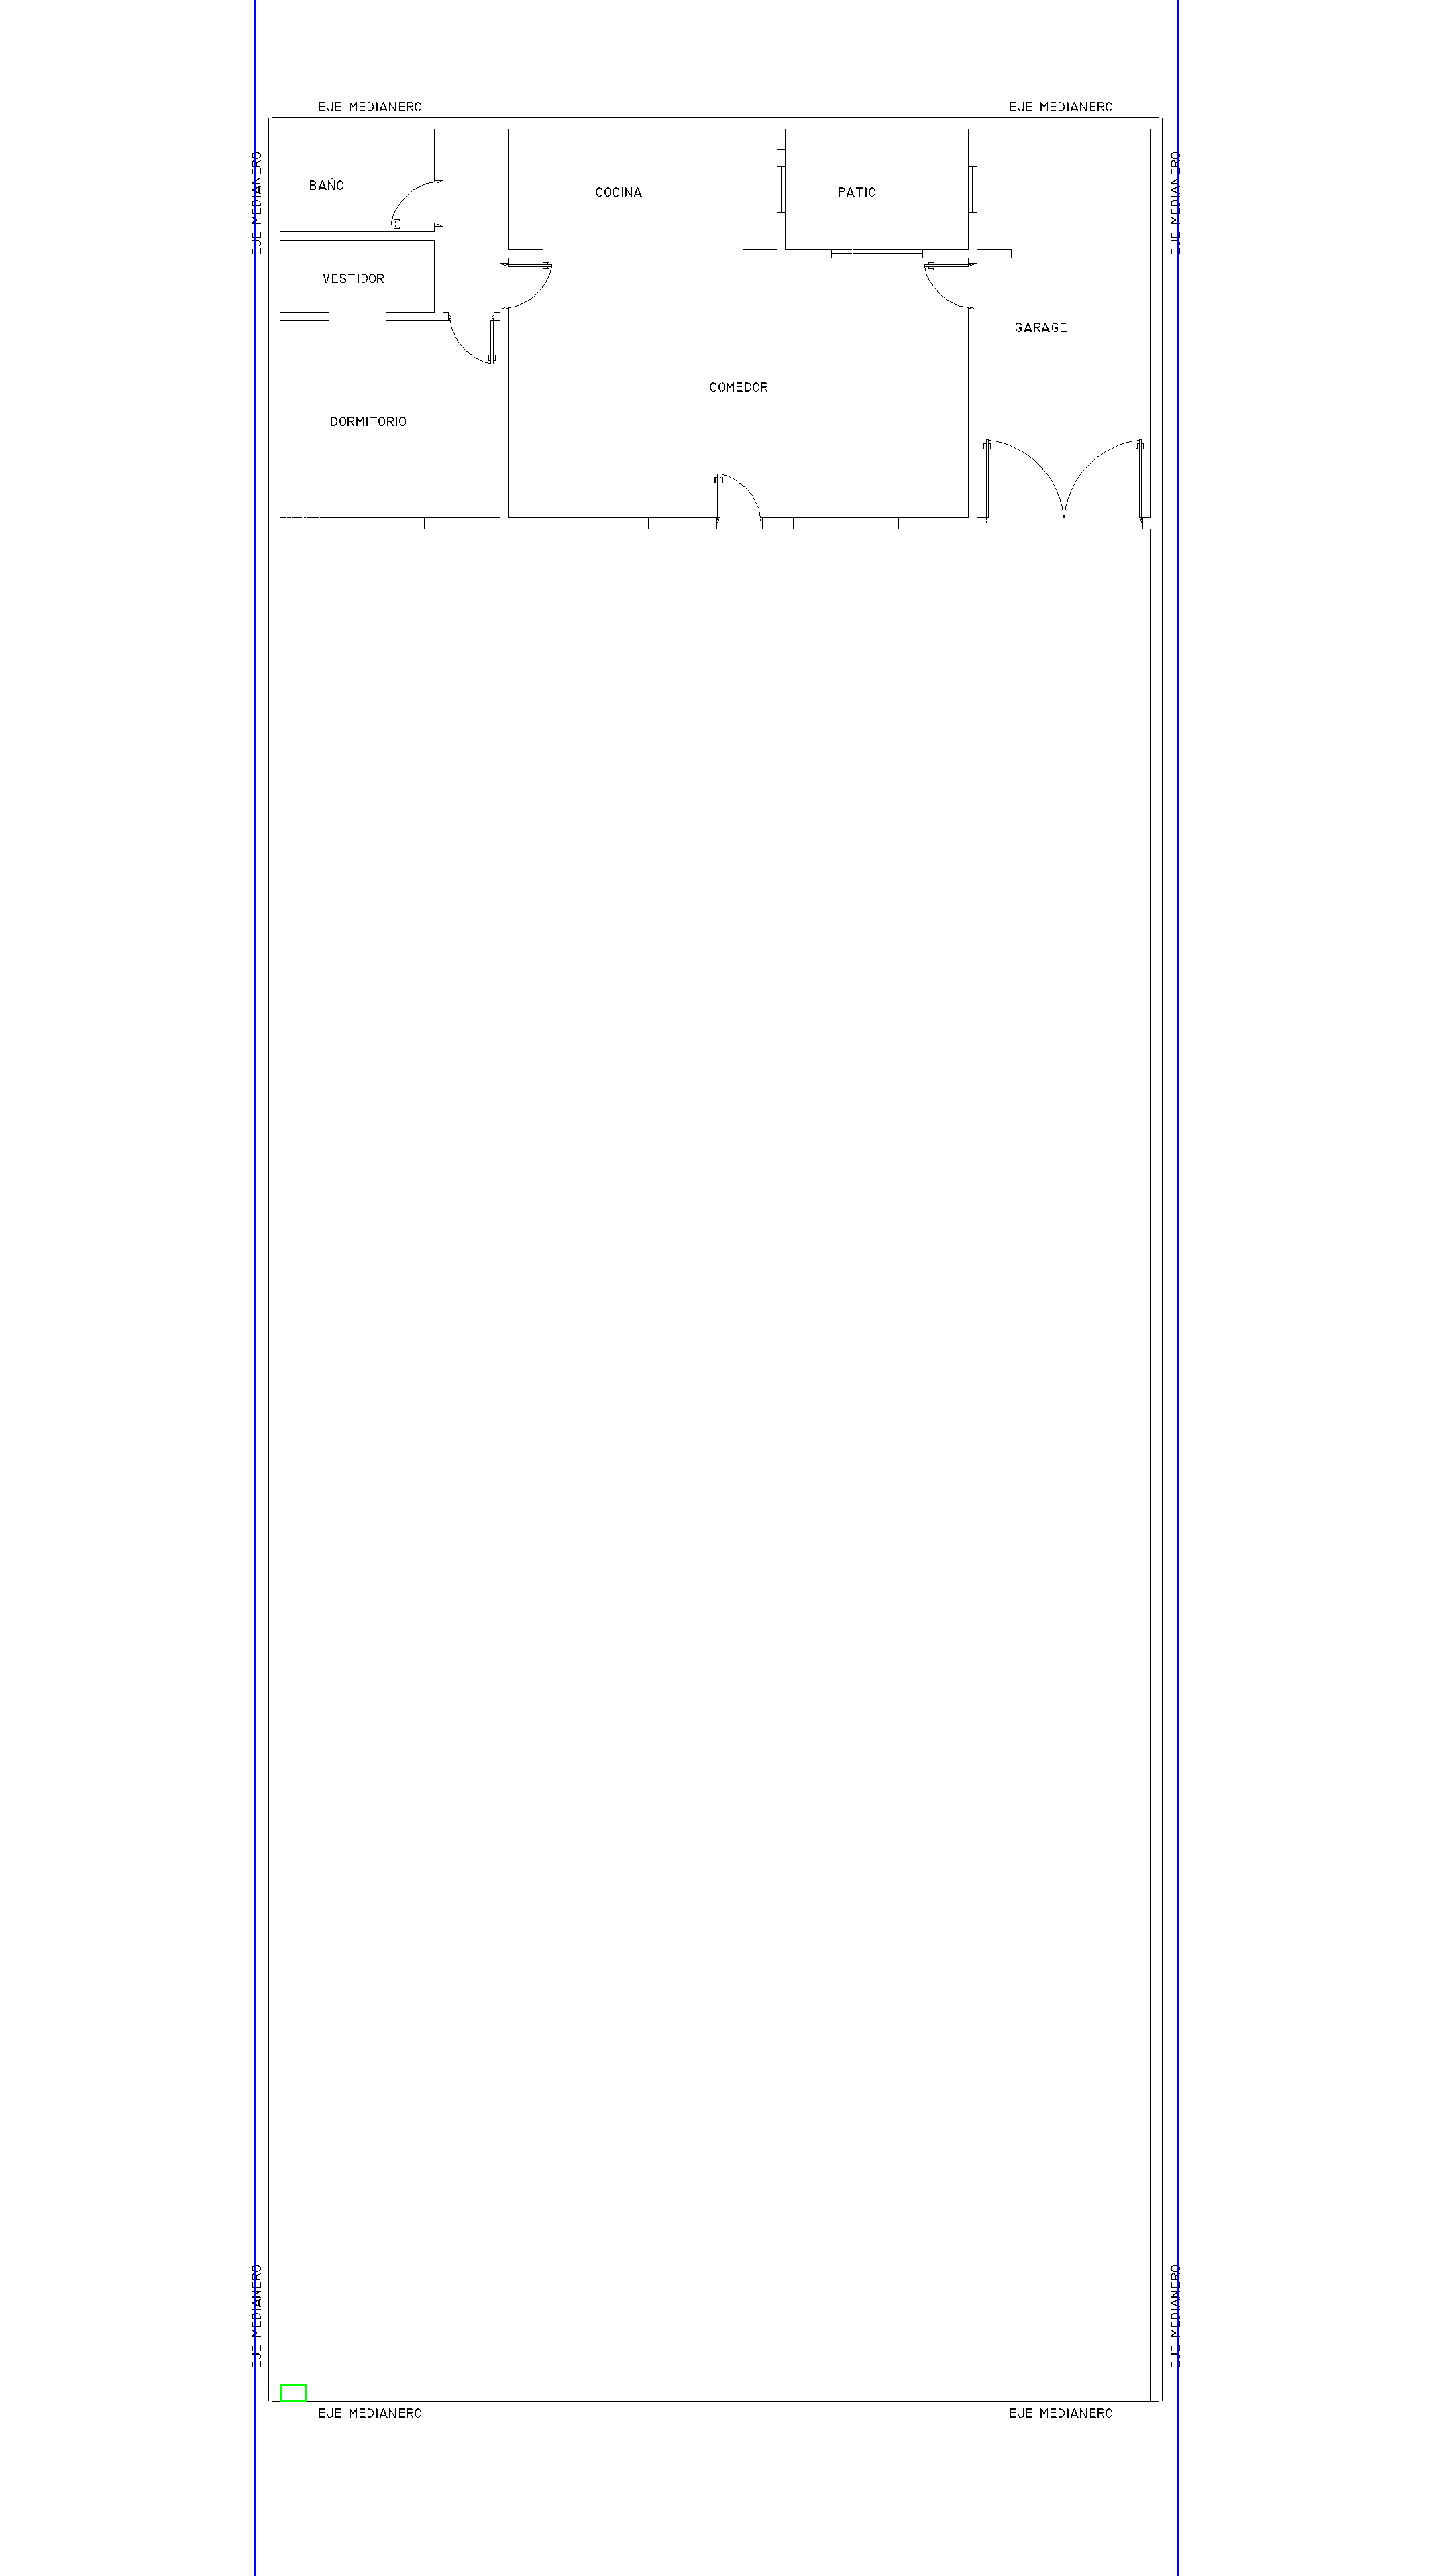 EJE MEDIANERO
EJE MEDIANERO
EJE MEDIANERO
EJE MEDIANERO
BAÑO
COCINA
PATIO
VESTIDOR
GARAGE
COMEDOR
DORMITORIO
EJE MEDIANERO
EJE MEDIANERO
EJE MEDIANERO
EJE MEDIANERO